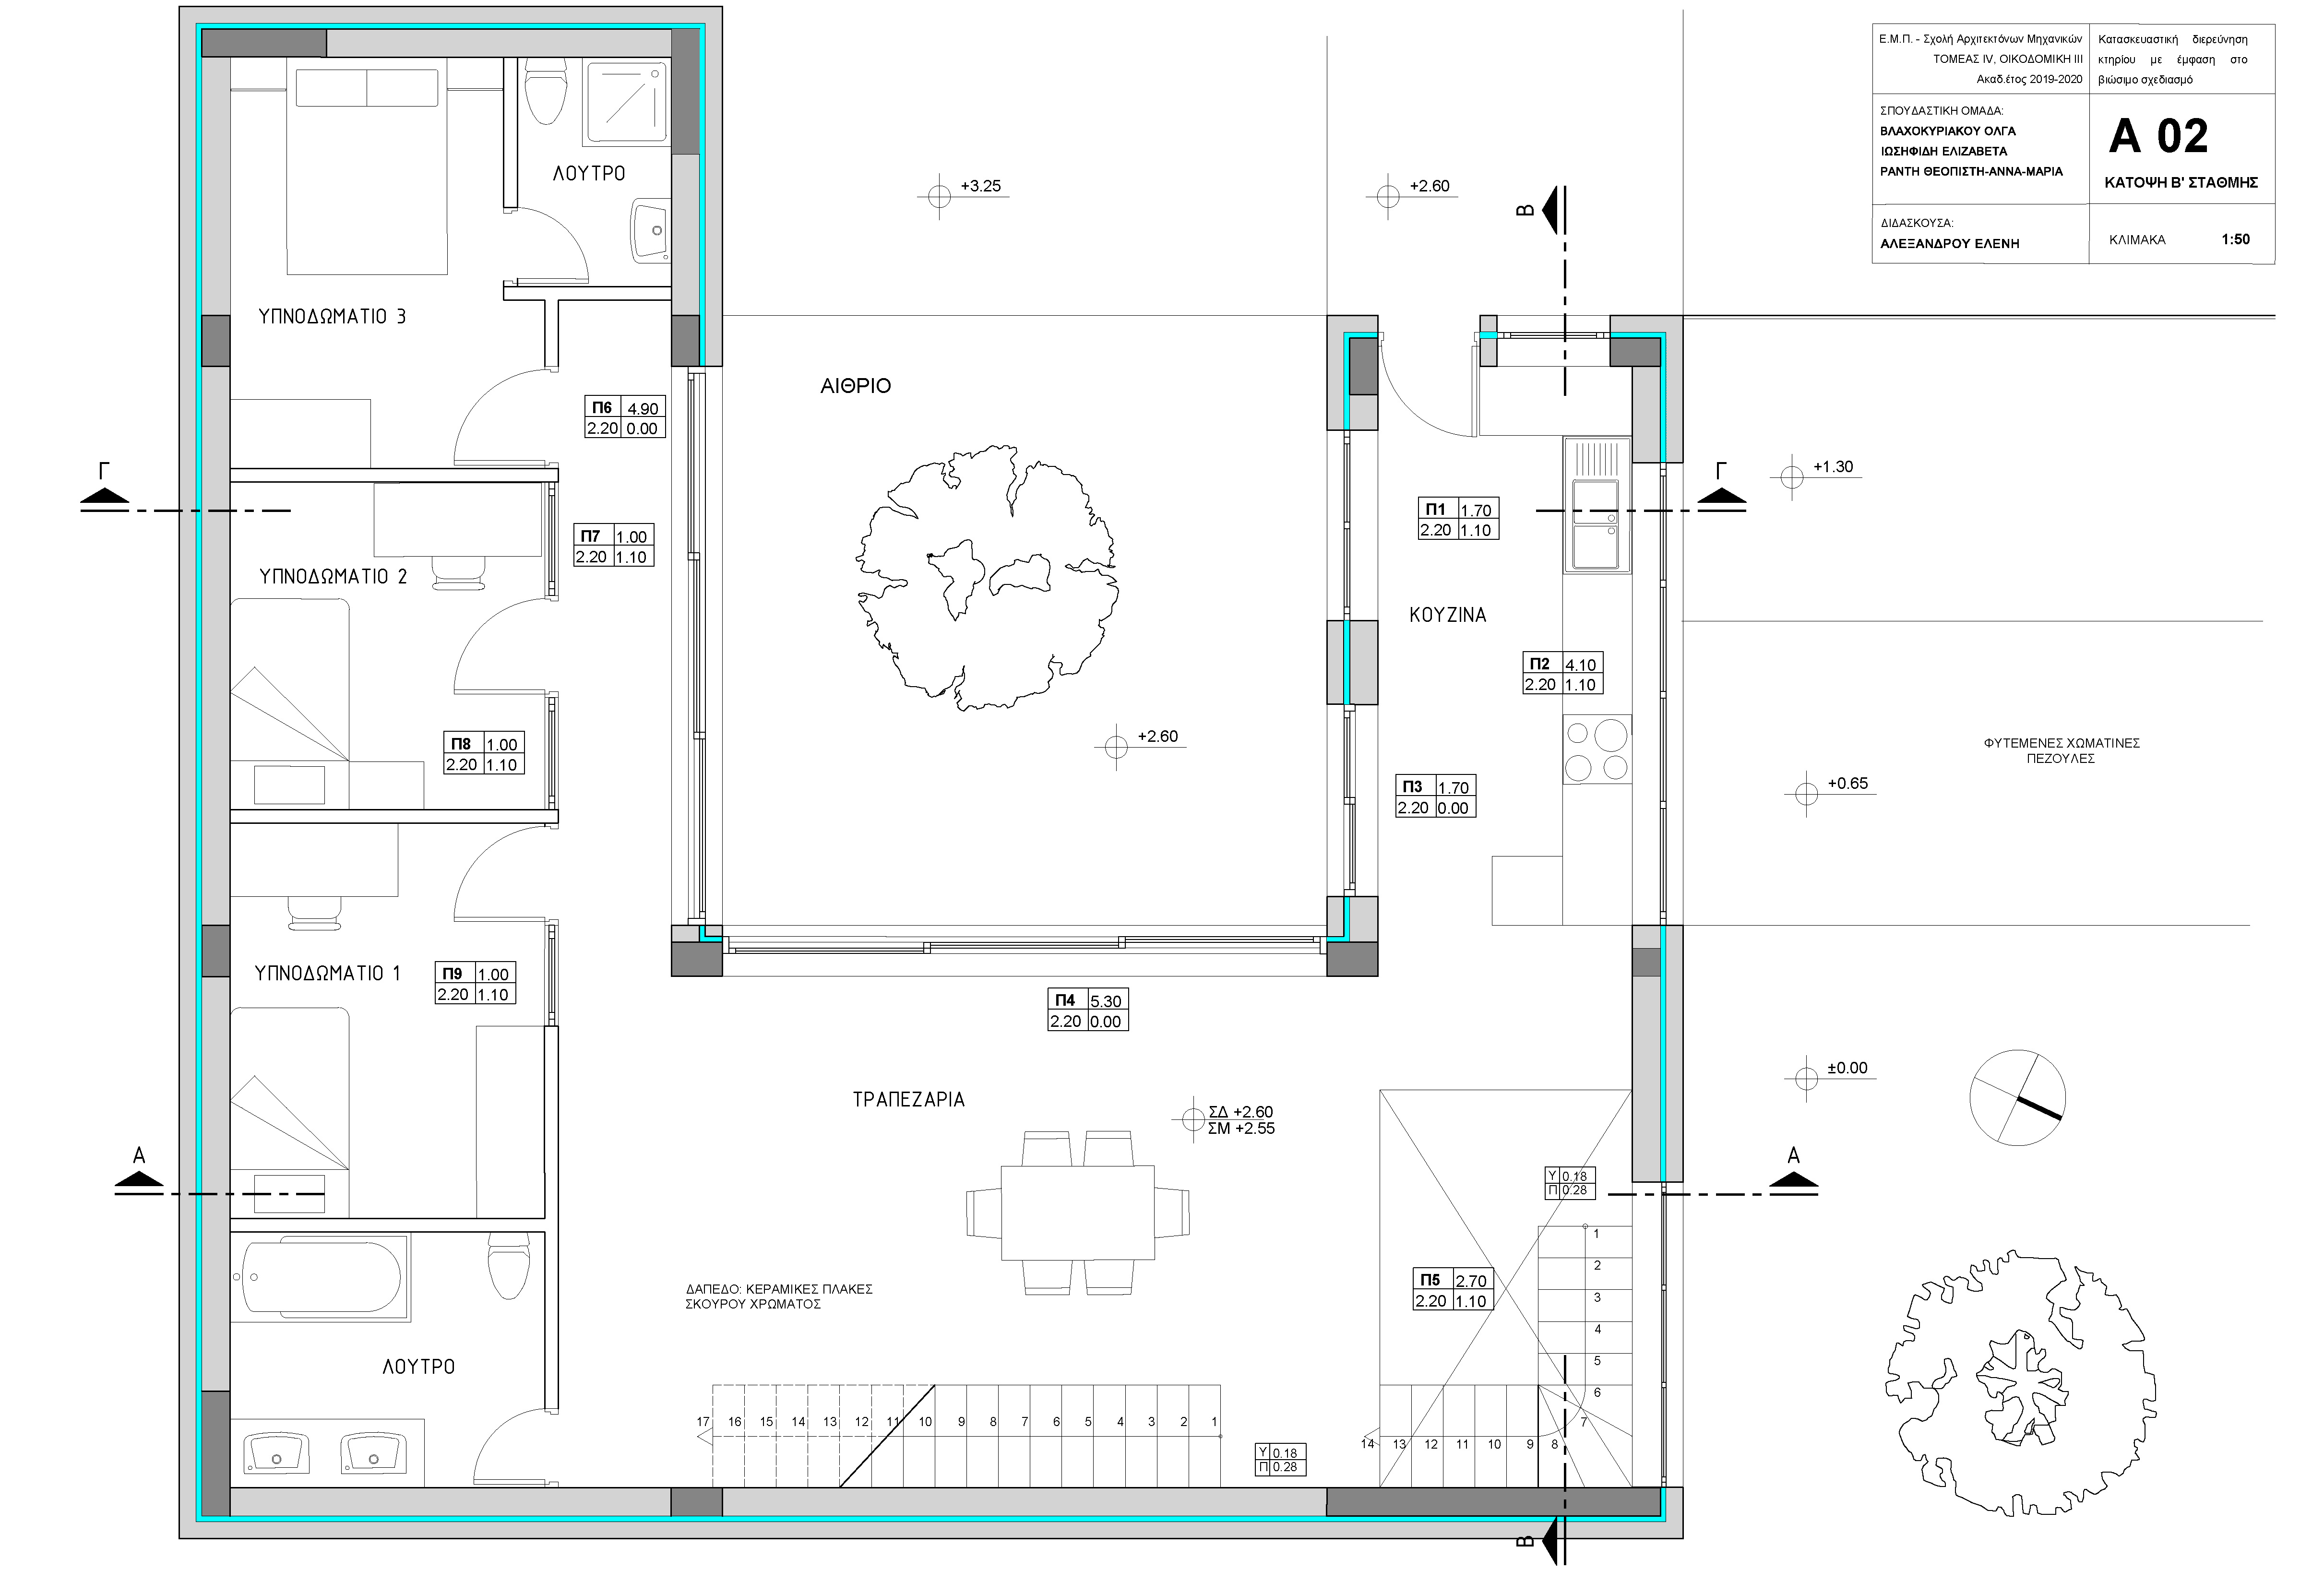 Ε.Μ.Π. - Σχολή Αρχιτεκτόνων Μηχανικών
ΤΟΜΕΑΣ IV, ΟΙΚΟΔΟΜΙΚΗ ΙΙΙ
Ακαδ.έτος 2019-2020
Κατασκευαστική διερεύνηση
κτηρίου με έμφαση στο
βιώσιμο σχεδιασμό
ΣΠΟΥΔΑΣΤΙΚΗ ΟΜΑΔΑ:
ΒΛΑΧΟΚΥΡΙΑΚΟΥ ΟΛΓΑ
ΙΩΣΗΦΙΔΗ ΕΛΙΖΑΒΕΤΑ
ΡΑΝΤΗ ΘΕΟΠΙΣΤΗ-ΑΝΝΑ-ΜΑΡΙΑ
Α 02
ΚΑΤΟΨΗ Β' ΣΤΑΘΜΗΣ
ΔΙΔΑΣΚΟΥΣΑ:
ΑΛΕΞΑΝΔΡΟΥ ΕΛΕΝΗ
ΚΛΙΜΑΚΑ 1:50
ΛΟΥΤΡΟ
+3.25
+2.60
Β
ΥΠΝΟΔΩΜΑΤΙΟ 3
ΑΙΘΡΙΟ
Π6 4.90
2.20 0.00
Γ
Γ
+1.30
Π1 1.70
2.20 1.10
Π7 1.00
2.20 1.10
ΥΠΝΟΔΩΜΑΤΙΟ 2
ΚΟΥΖΙΝΑ
Π2 4.10
2.20 1.10
Π8 1.00
2.20 1.10
+2.60
ΦΥΤΕΜΕΝΕΣ ΧΩΜΑΤΙΝΕΣ
ΠΕΖΟΥΛΕΣ
Π3 1.70
2.20 0.00
+0.65
ΥΠΝΟΔΩΜΑΤΙΟ 1
Π9 1.00
2.20 1.10
Π4 5.30
2.20 0.00
±0.00
ΤΡΑΠΕΖΑΡΙΑ
ΣΔ +2.60
ΣΜ +2.55
Α
Α
Υ 0.18
Π 0.28
1
2
3
4
5
6
7
8
9
10
11
12
13
14
Π5 2.70
2.20 1.10
ΔΑΠΕΔΟ: ΚΕΡΑΜΙΚΕΣ ΠΛΑΚΕΣ
ΣΚΟΥΡΟΥ ΧΡΩΜΑΤΟΣ
ΛΟΥΤΡΟ
17 16 15 14 13 12 11 10 9 8 7 6 5 4 3 2 1
Υ 0.18
Π 0.28
Β